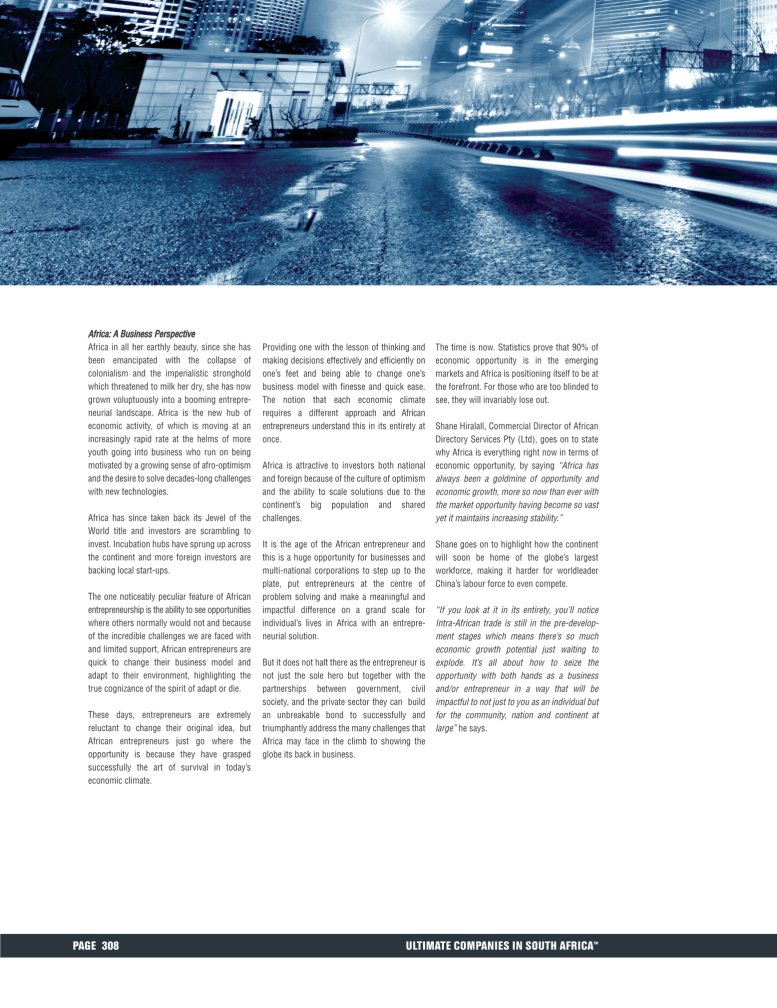 Africa: A Business Perspective
Africa in all her earthly beauty, since she has
been emancipated with the collapse of
colonialism and the imperialistic stronghold
which threatened to milk her dry, she has now
grown voluptuously into a booming entrepre-
neurial landscape. Africa is the new hub of
economic activity, of which is moving at an
increasingly rapid rate at the helms of more
youth going into business who run on being
motivated by a growing sense of afro-optimism
and the desire to solve decades-long challenges
with new technologies.
Africa has since taken back its Jewel of the
World title and investors are scrambling to
invest. Incubation hubs have sprung up across
the continent and more foreign investors are
backing local start-ups.
The one noticeably peculiar feature of African
entrepreneurship is the ability to see opportunities
where others normally would not and because
of the incredible challenges we are faced with
and limited support, African entrepreneurs are
quick to change their business model and
adapt to their environment, highlighting the
true cognizance of the spirit of adapt or die.
These days, entrepreneurs are extremely
reluctant to change their original idea, but
African entrepreneurs just go where the
opportunity is because they have grasped
successfully the art of survival in today's
economic climate.
Providing one with the lesson of thinking and
making decisions effectively and efficiently on
one's feet and being able to change one's
business model with finesse and quick ease.
The notion that each economic climate
requires a different approach and African
entrepreneurs understand this in its entirety at
once.
Africa is attractive to investors both national
and foreign because of the culture of optimism
and the ability to scale solutions due to the
continent's big population and shared
challenges.
It is the age of the African entrepreneur and
this is a huge opportunity for businesses and
multi-national corporations to step up to the
plate, put entrepreneurs at the centre of
problem solving and make a meaningful and
impactful difference on a grand scale for
individual's lives in Africa with an entrepre-
neurial solution.
But it does not halt there as the entrepreneur is
not just the sole hero but together with the
partnerships between government, civil
society, and the private sector they can build
an unbreakable bond to successfully and
triumphantly address the many challenges that
Africa may face in the climb to showing the
globe its back in business.
The time is now. Statistics prove that 90% of
economic opportunity is in the emerging
markets and Africa is positioning itself to be at
the forefront. For those who are too blinded to
see, they will invariably lose out.
Shane Hiralall, Commercial Director of African
Directory Services Pty (Ltd), goes on to state
why Africa is everything right now in terms of
economic opportunity, by saying "Africa has
always been a goldmine of opportunity and
economic growth, more so now than ever with
the market opportunity having become so vast
yet it maintains increasing stability."
Shane goes on to highlight how the continent
will soon be home of the globe's largest
workforce, making it harder for worldleader
China's labour force to even compete.
"If you look at it in its entirety, you'll notice
Intra-African trade is still in the pre-develop-
ment stages which means there's so much
economic growth potential just waiting to
explode. It's all about how to seize the
opportunity with both hands as a business
and/or entrepreneur in a way that will be
impactful to not just to you as an individual but
for the community, nation and continent at
large" he says.
PAGE 308
ULTIMATE COMPANIES IN SOUTH AFRICA™